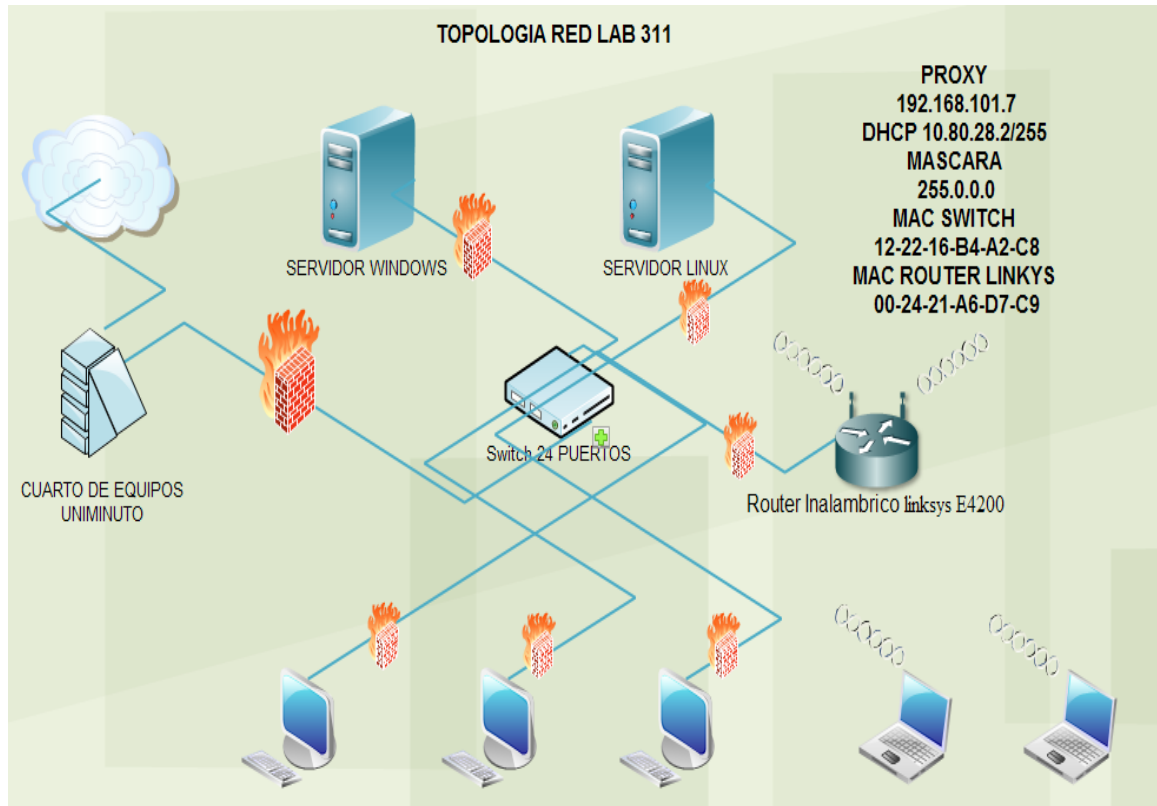 TOPOLOGIA RED LAB 311
PROXY
192.168.101.7
DHCP 10.80.28.2/255
MASCARA
255.0.0.0
MAC SWITCH
12-22-16-B4-A2-C8
MAC ROUTER LINKYS
00-24-21-A6-D7-C9
SERVIDOR WINDOWS
SERVIDOR LINUX
Switch 24 PUERTOS
CUARTO DE EQUIPOS
UNIMINUTO
Router Inalambrico linksys E4200